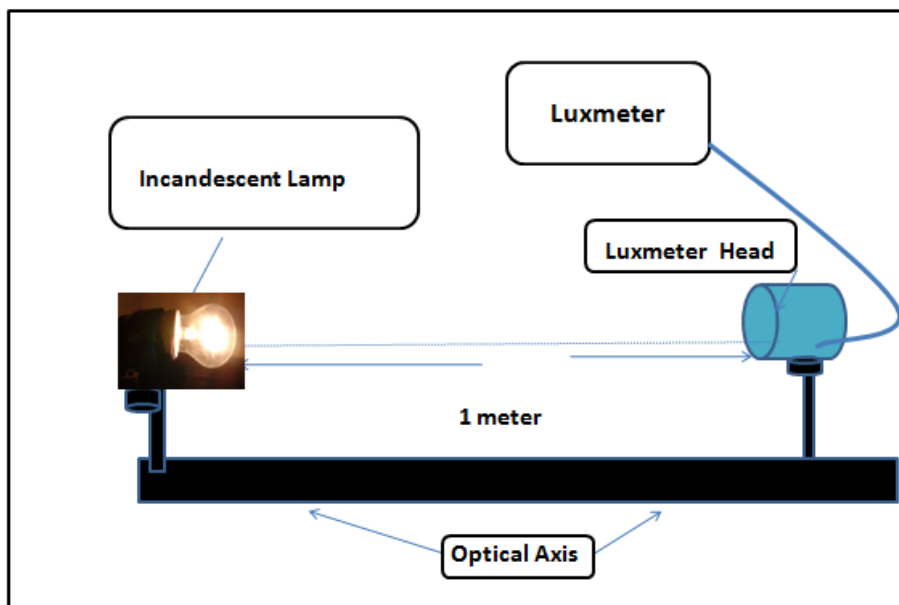 Luxmeter
Incandescent Lamp
Luxmeter Head
1 meter
Optical Axis